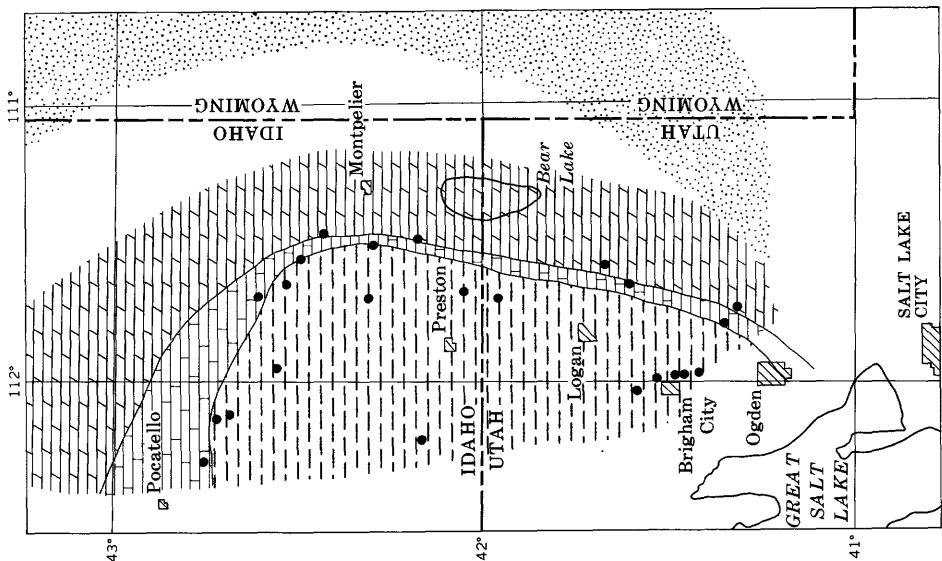 112°
111°
43°
Pocatello
IDAHO
WYOMING
Montpelier
Preston
42°
IDAHO
UTAH
Bear
Lake
Logan
UTAH
WYOMING
Brigham
City
Ogden
GREAT
SALT
LAKE
41°
SALT LAKE
CITY